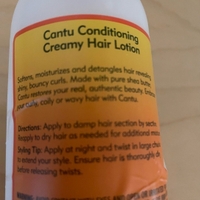 Cantu Conditioning
Creamy Hair Lotion
Softens, moisturizes and detangles hair
shiny, bouncy curls. Made with pure shea butter
Cantu restores your real, authentic beauty.
your curly, coily or wavy hair with Cantu.
Directions: Apply to damp hair section by
Reapply to dry hair as needed for additional
Styling Tip: Apply at night and twist in large
to extend your style. Ensure hair is thoroughly
before releasing twists.